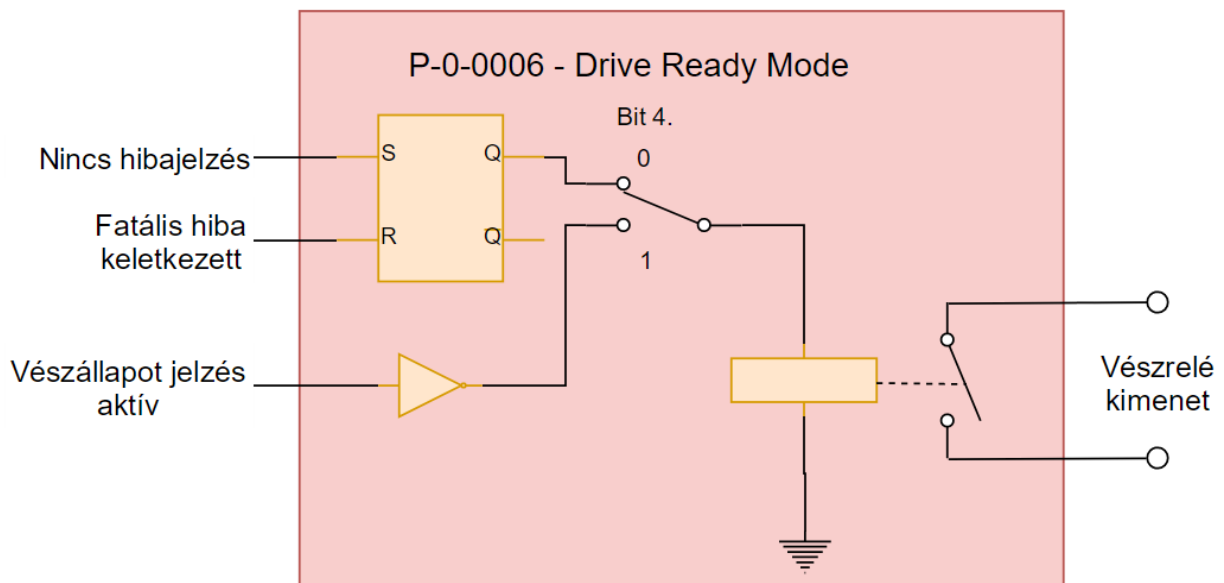 P-0-0006 - Drive Ready Mode
Bit 4.
0
Nincs hibajelzés
S
Q
Fatális hiba
keletkezett
R
Q̅
1
Vészállapot jelzés
aktív
Vészrelé
kimenet